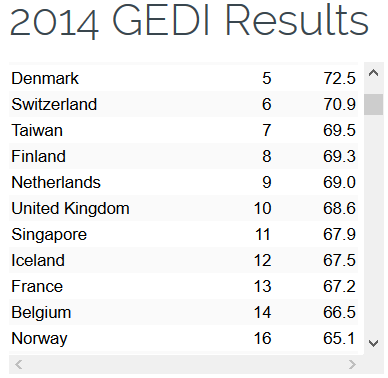 2014 GEDI Results
Denmark 5 72.5
Switzerland 6 70.9
Taiwan 7 69.5
Finland 8 69.3
Netherlands 9 69.0
United Kingdom 10 68.6
Singapore 11 67.9
Iceland 12 67.5
France 13 67.2
Belgium 14 66.5
Norway 16 65.1